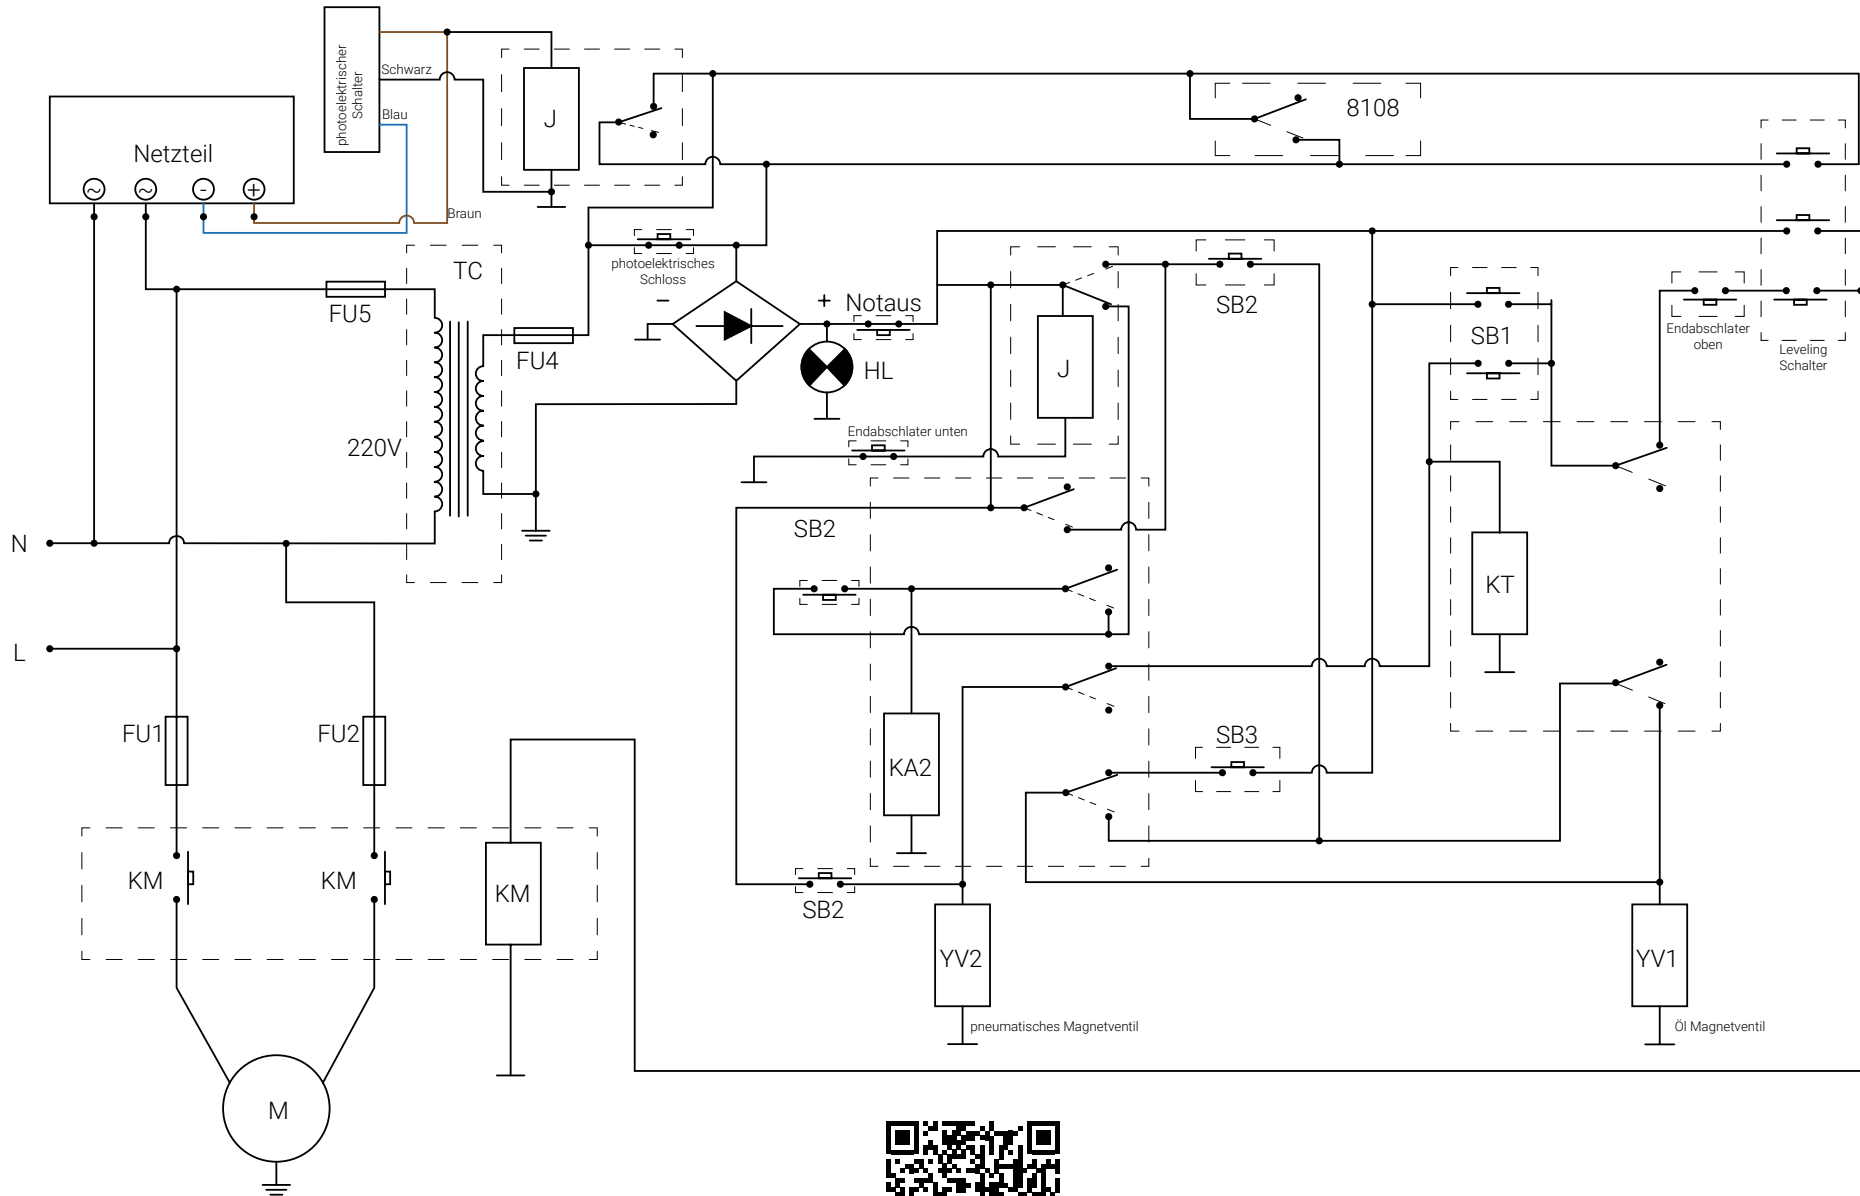 photoelektrischer
Schalter
Schwarz
Blau
J
8108
Netzteil
~ ~ - +
Braun
TC
photoelektrisches
Schloss
SB2
FU5
FU4
− + Notaus
HL
J
SB1
Endabschlater
oben
Leveling
Schalter
220V
Endabschlater unten
SB2
N
KT
L
FU1
FU2
SB3
KA2
KM
KM
KM
SB2
YV2
YV1
pneumatisches Magnetventil
Öl Magnetventil
M